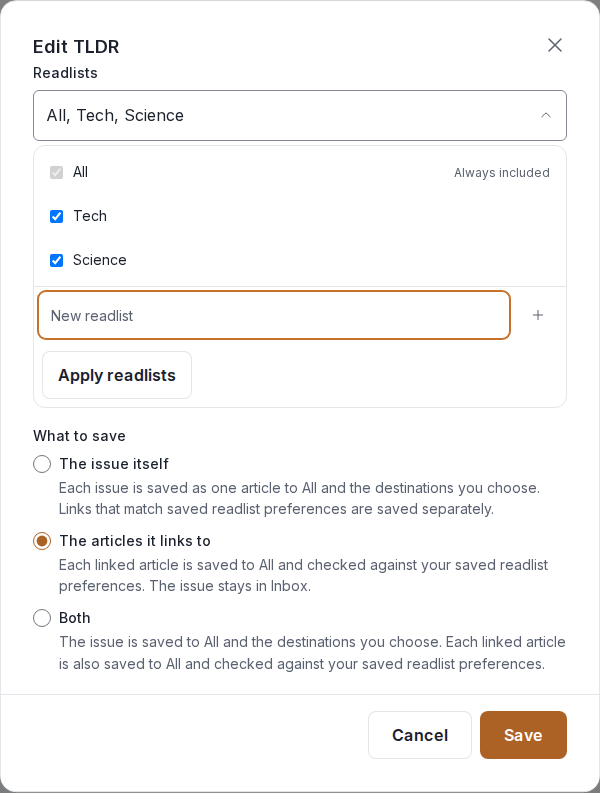 Edit TLDR
Readlists
All, Tech, Science
All
Always included
Tech
Science
New readlist
Apply readlists
What to save
The issue itself
Each issue is saved as one article to All and the destinations you choose.
Links that match saved readlist preferences are saved separately.
The articles it links to
Each linked article is saved to All and checked against your saved readlist
preferences. The issue stays in Inbox.
Both
The issue is saved to All and the destinations you choose. Each linked article
is also saved to All and checked against your saved readlist preferences.
Cancel
Save